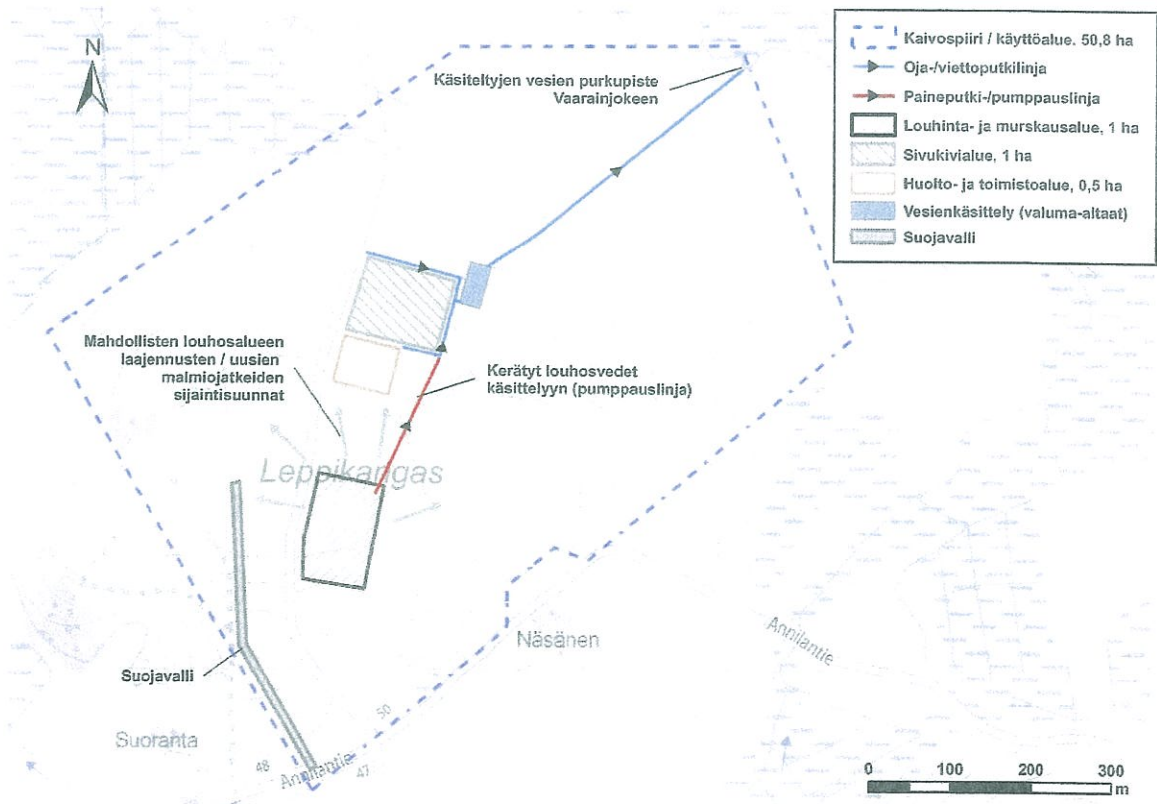 N
Käsiteltyjen vesien purkupiste
Vaarainjokeen
Kaivospiiri / käyttöalue. 50,8 ha
Oja-/viettoputkilinja
Paineputki-/pumppauslinja
Louhinta- ja murskausalue, 1 ha
Sivukivialue, 1 ha
Huolto- ja toimistoalue, 0,5 ha
Vesienkäsittely (valuma-altaat)
Suojavalli
Mahdollisten louhosalueen
laajennusten / uusien
malmiojatkeiden
sijaintisuunnat
Kerätyt louhosvedet
käsittelyyn (pumppauslinja)
Leppikangas
Näsänen
Annilantie
Suojavalli
Suoranta
50
48
Annilantie
47
0 100 200 300
m